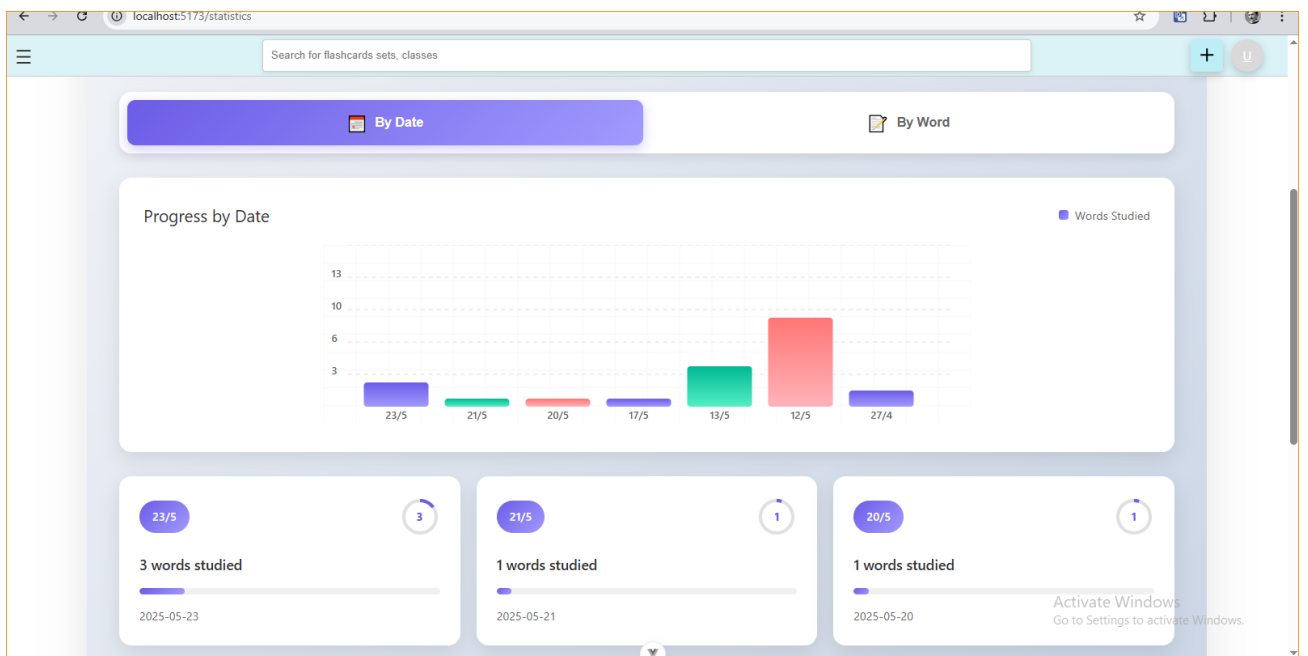 localhost:5173/statistics
Search for flashcards sets, classes
+
U
By Date
By Word
Progress by Date
Words Studied
13
10
6
3
23/5 21/5 20/5 17/5 13/5 12/5 27/4
23/5 3
3 words studied
2025-05-23
21/5 1
1 words studied
2025-05-21
20/5 1
1 words studied
2025-05-20
Activate Windows
Go to Settings to activate Windows.